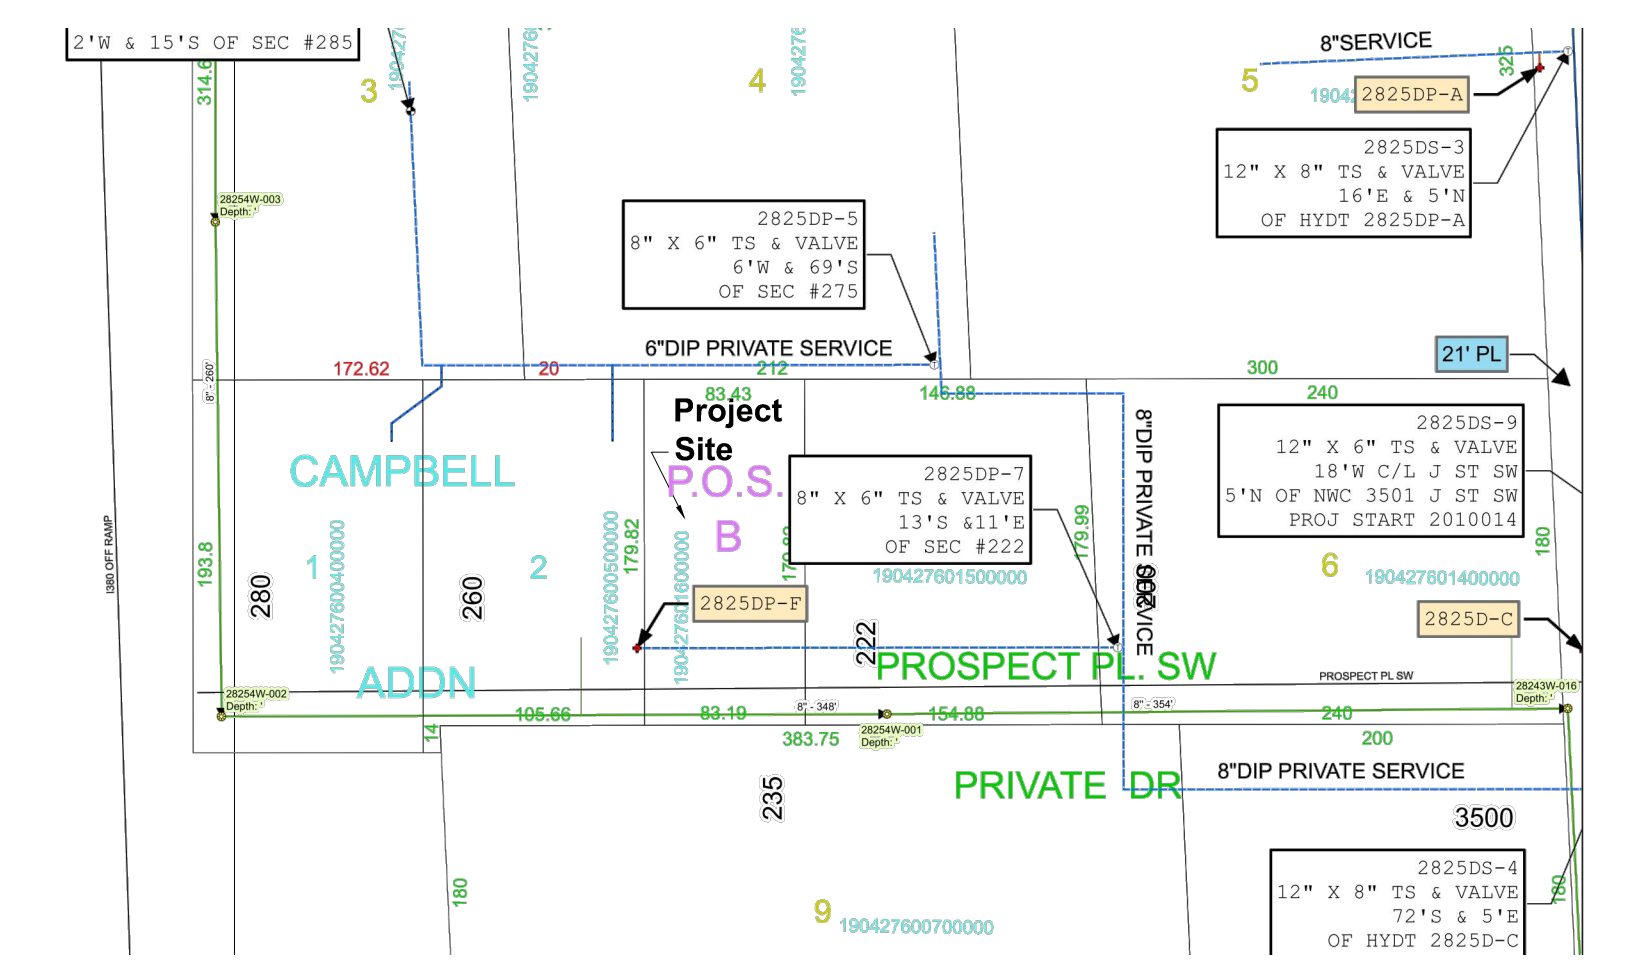 2'W & 15'S OF SEC #285
314.6
190427
1904276
1904276
3
4
5
8"SERVICE
325
1904
2825DP-A
2825DS-3
12" X 8" TS & VALVE
16'E & 5'N
OF HYDT 2825DP-A
28254W-003
Depth: '
2825DP-5
8" X 6" TS & VALVE
6'W & 69'S
OF SEC #275
6"DIP PRIVATE SERVICE
21' PL
8" - 260'
172.62
20
212
300
83.43
146.88
240
Project
Site
P.O.S.
B
CAMPBELL
8"DIP PRIVATE SERVICE
2825DS-9
12" X 6" TS & VALVE
18'W C/L J ST SW
5'N OF NWC 3501 J ST SW
PROJ START 2010014
2825DP-7
8" X 6" TS & VALVE
13'S &11'E
OF SEC #222
179.82
179.99
180
I380 OFF RAMP
193.8
280
1
190427600400000
260
2
190427600500000
190427601600000
190427601500000
6
190427601400000
2825DP-F
2825D-C
222
ADDN
PROSPECT PL. SW
PROSPECT PL SW
28254W-002
Depth: '
28243W-016
Depth: '
105.66
83.19
8" - 348'
154.88
8" - 354'
240
14
383.75
28254W-001
Depth: '
200
235
PRIVATE DR
8"DIP PRIVATE SERVICE
3500
180
9
190427600700000
2825DS-4
12" X 8" TS & VALVE
72'S & 5'E
OF HYDT 2825D-C
180